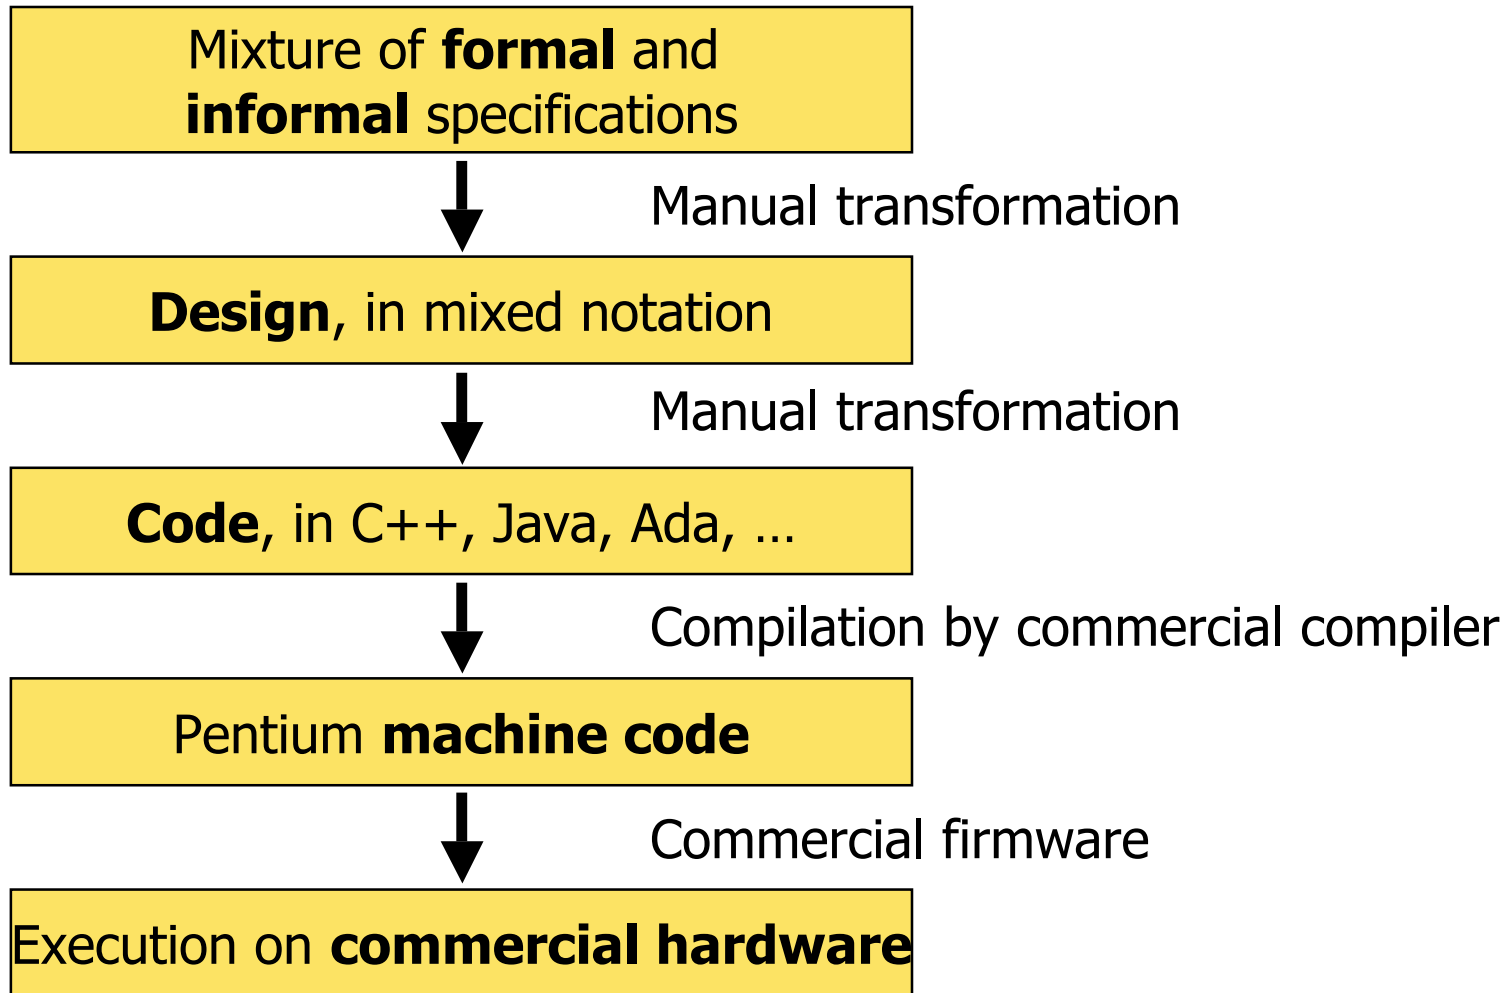 Mixture of formal and
informal specifications
Manual transformation
Design, in mixed notation
Manual transformation
Code, in C++, Java, Ada, ...
Compilation by commercial compiler
Pentium machine code
Commercial firmware
Execution on commercial hardware